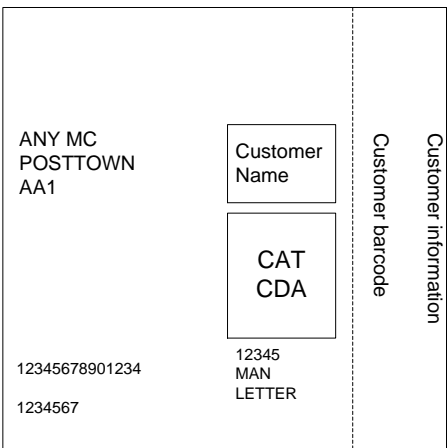 ANY MC
POSTTOWN
AA1
Customer
Name
CAT
CDA
12345678901234
1234567
12345
MAN
LETTER
Customer barcode
Customer information